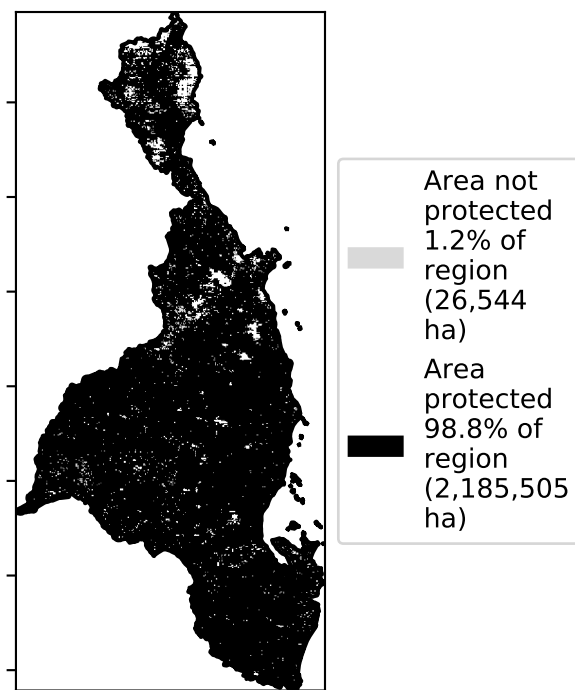 Area not
protected
1.2% of
region
(26,544
ha)
Area
protected
98.8% of
region
(2,185,505
ha)